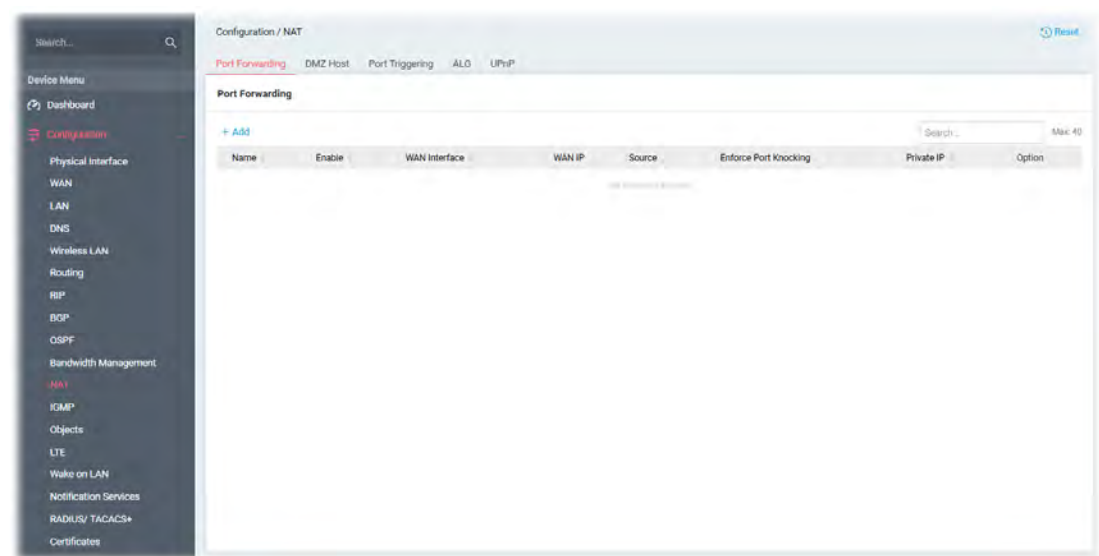 Search...
Configuration / NAT
Reset
Port Forwarding DMZ Host Port Triggering ALG UPnP
Device Menu
Port Forwarding
Dashboard
Configuration
+ Add
Search...
Max: 40
Name Enable WAN Interface WAN IP Source Enforce Port Knocking Private IP Option
Physical Interface
WAN
LAN
DNS
Wireless LAN
Routing
RIP
BGP
OSPF
Bandwidth Management
NAT
IGMP
Objects
LTE
Wake on LAN
Notification Services
RADIUS/ TACACS+
Certificates